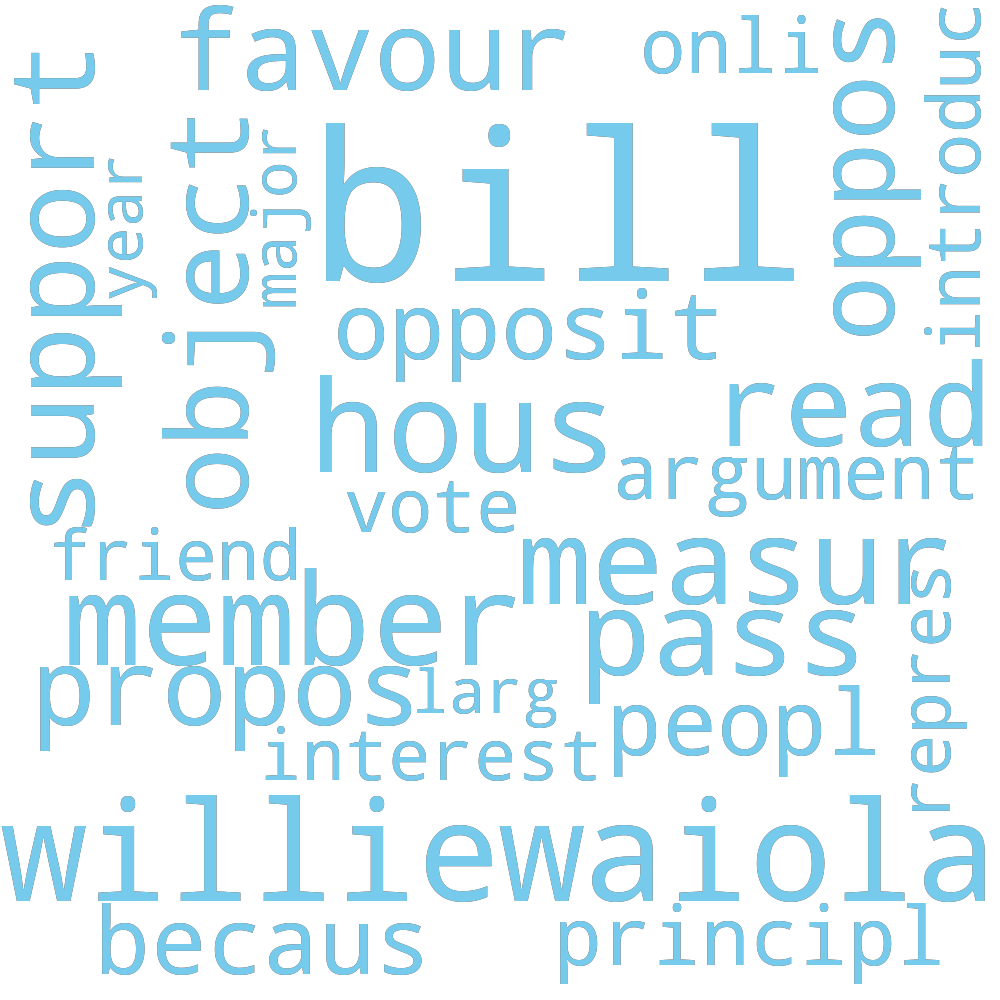 favour
onli
support
year
object
major
bill
oppos
introduc
opposit
hous
read
argument
vote
friend
measur
member
pass
repres
propos
larg
peopl
interest
williewaiola
becaus
principl